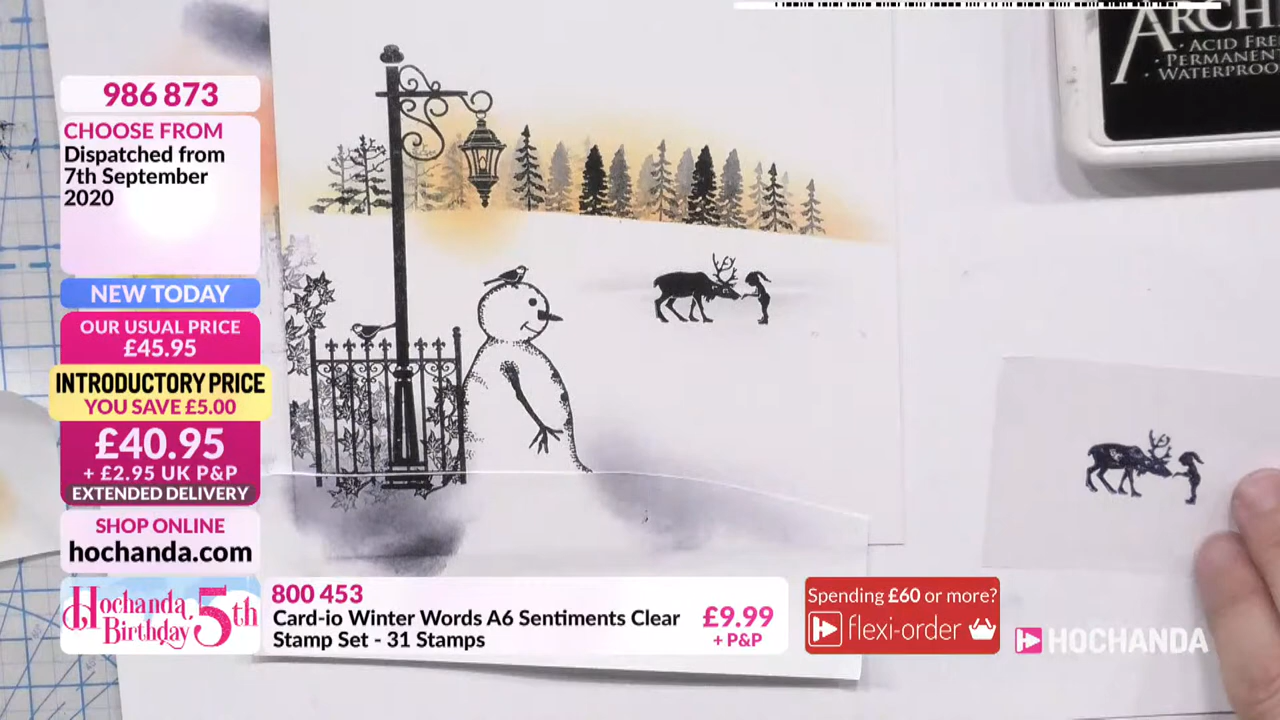 986 873
CHOOSE FROM
Dispatched from
7th September
2020
NEW TODAY
OUR USUAL PRICE
£45.95
INTRODUCTORY PRICE
YOU SAVE £5.00
£40.95
+ £2.95 UK P&P
EXTENDED DELIVERY
SHOP ONLINE
hochanda.com
Hochanda
Birthday
5th
800 453
Card-io Winter Words A6 Sentiments Clear
Stamp Set - 31 Stamps
£9.99
+ P&P
Spending £60 or more?
flexi-order
HOCHANDA
· ACID FREE
· PERMANENT
· WATERPROO